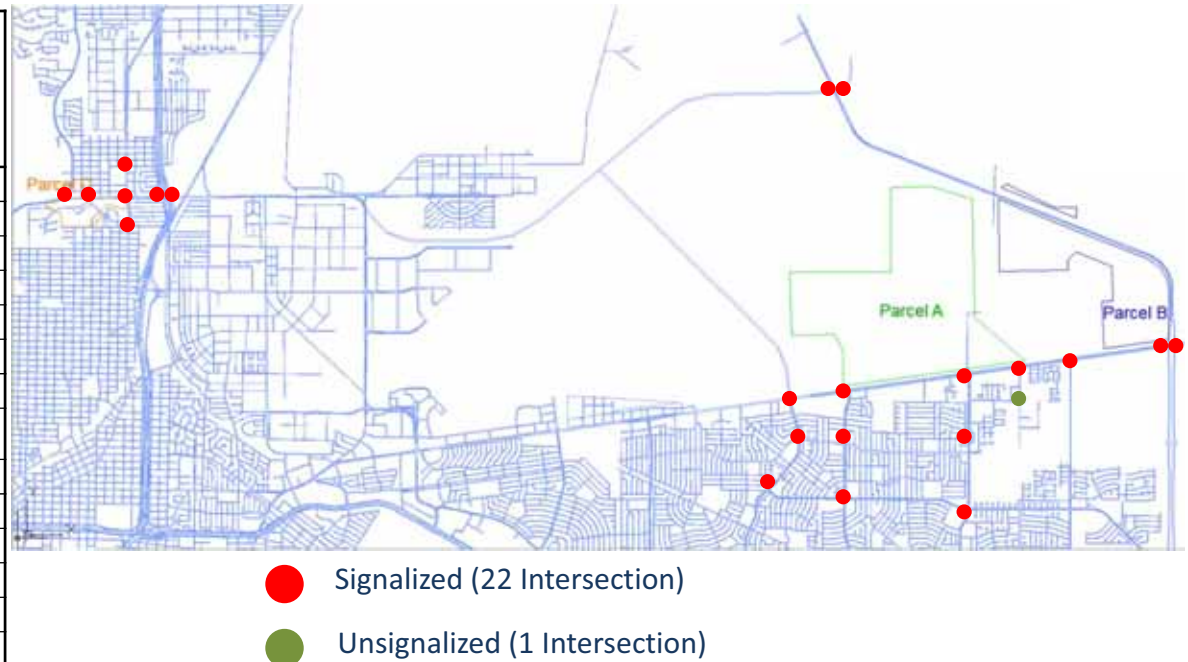 Parcel A
Parcel B
Signalized (22 Intersection)
Unsignalized (1 Intersection)